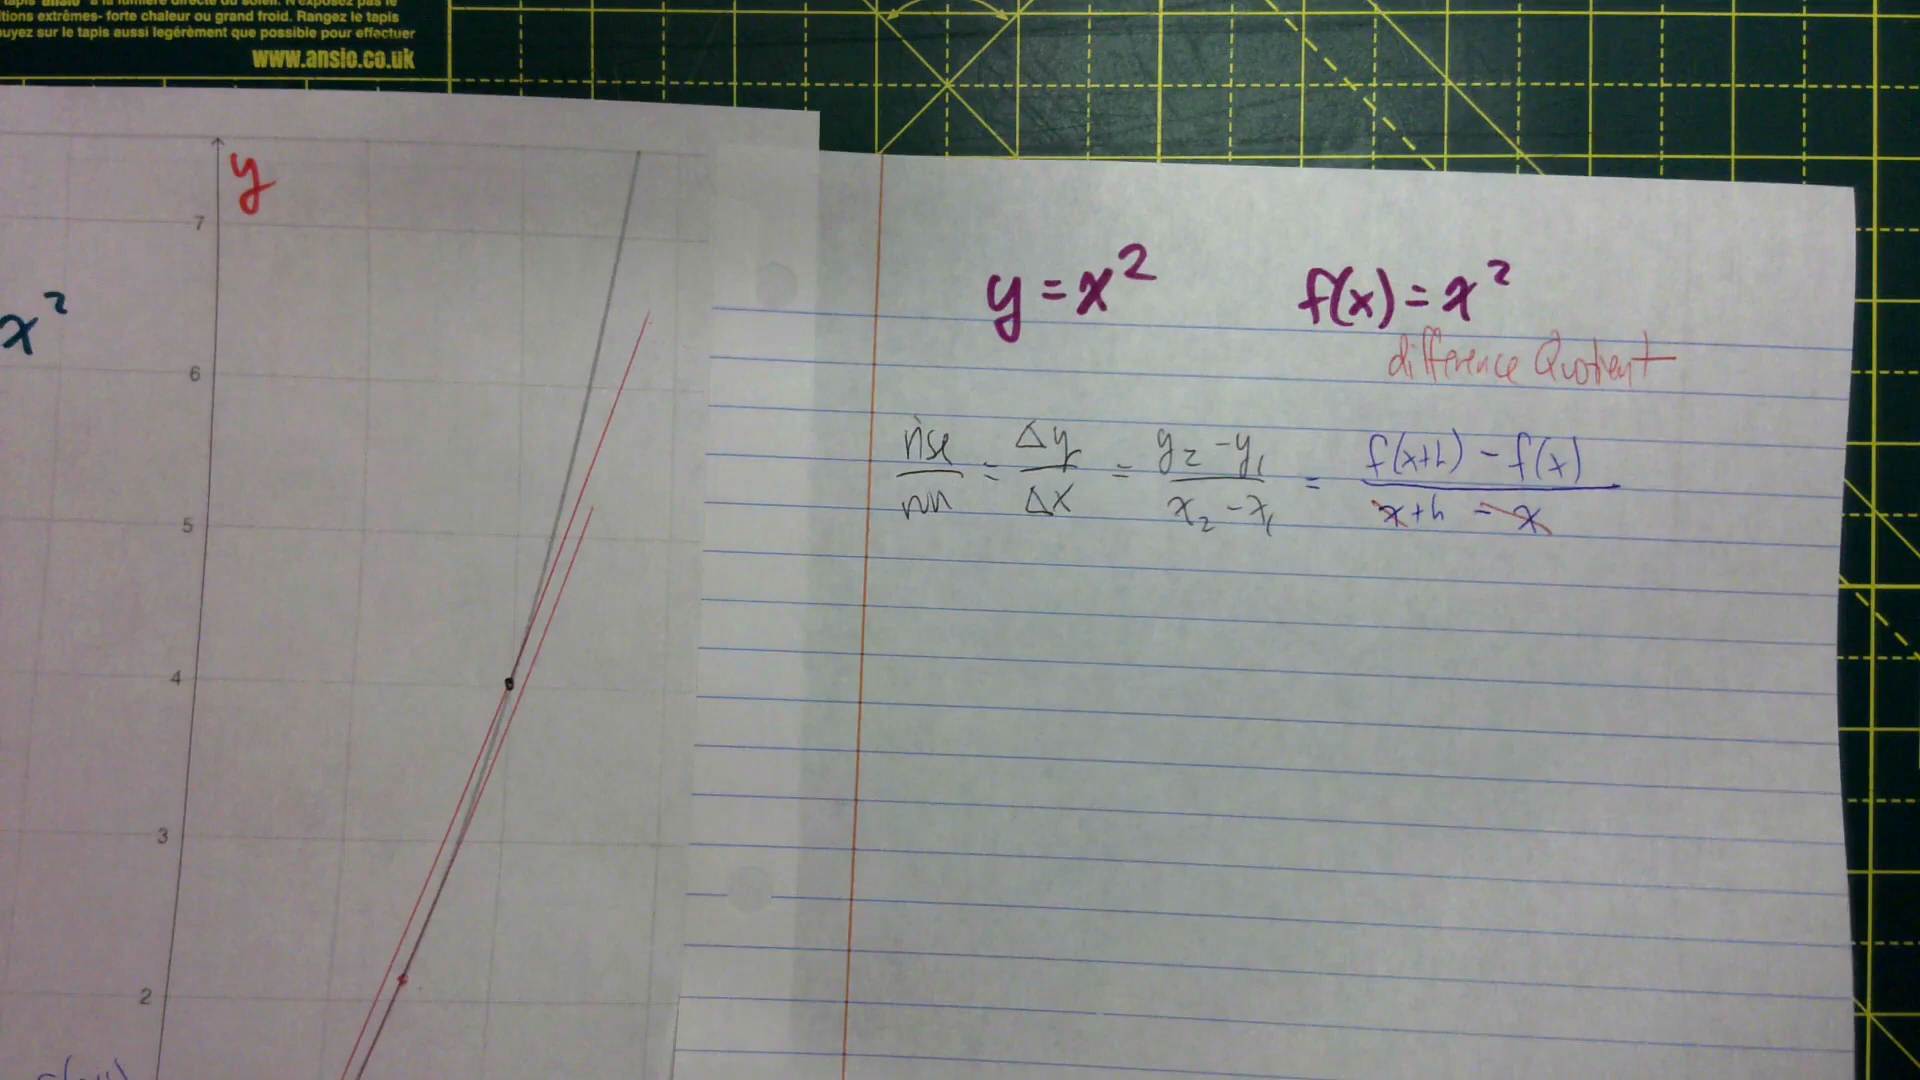 tions extrêmes- forte chaleur ou grand froid. Rangez le tapis
uyez sur le tapis aussi legérement que possible pour effectuer
www.ansio.co.uk
y
7
x²
6
5
4
3
2
y = x² f(x) = x²
difference Quotient
rise/run = Δy/Δx = y₂ - y₁/x₂ - x₁ = f(x+h) - f(x)/x+h - x